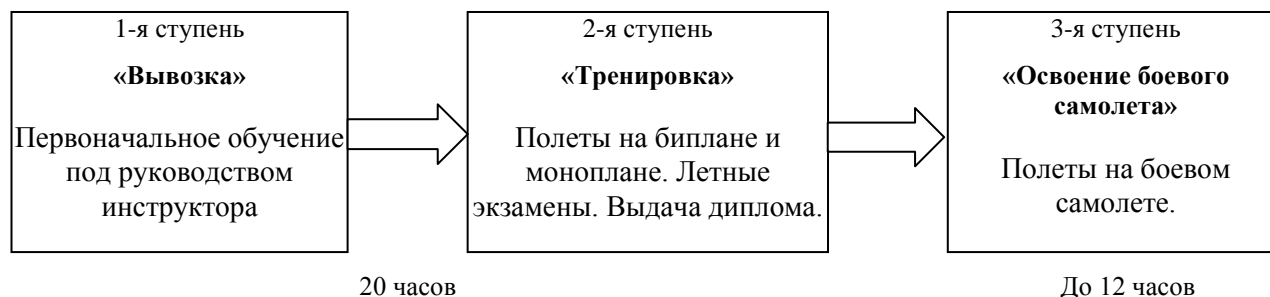 1-я ступень
«Вывозка»
Первоначальное обучение
под руководством
инструктора
2-я ступень
«Тренировка»
Полеты на биплане и
моноплане. Летные
экзамены. Выдача диплома.
3-я ступень
«Освоение боевого
самолета»
Полеты на боевом
самолете.
20 часов
До 12 часов